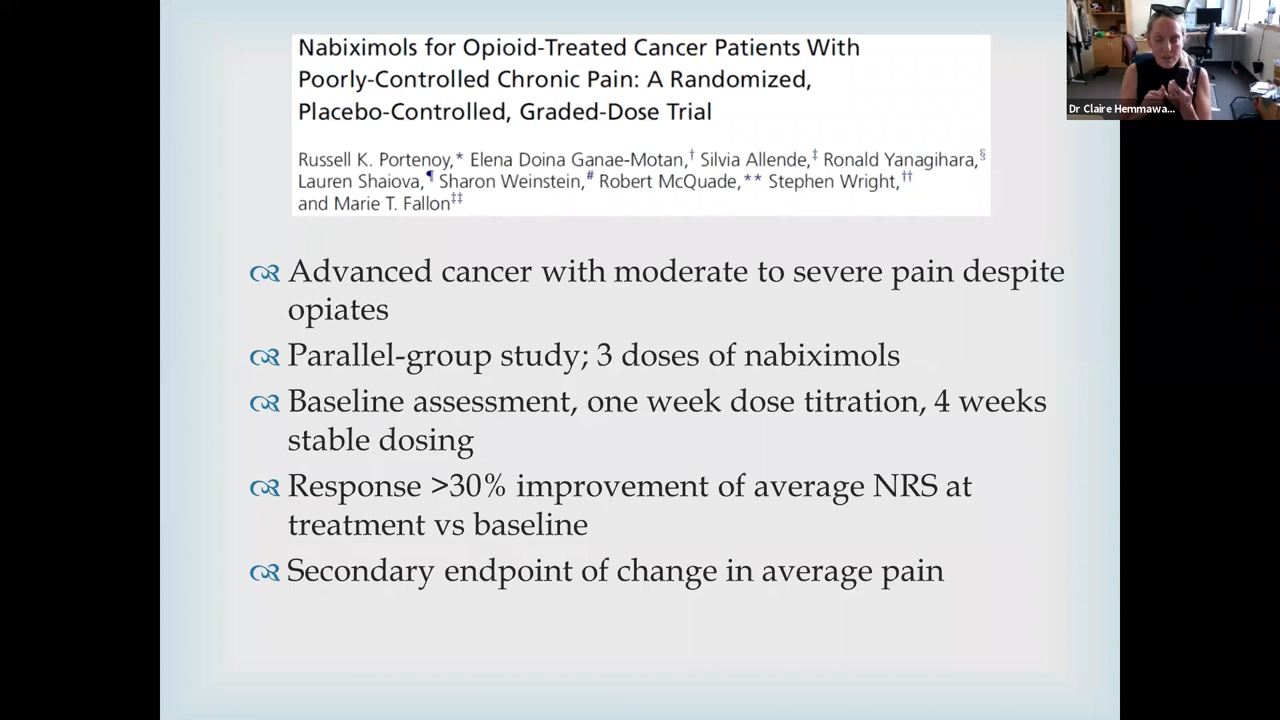 Nabiximols for Opioid-Treated Cancer Patients With
Poorly-Controlled Chronic Pain: A Randomized,
Placebo-Controlled, Graded-Dose Trial
Russell K. Portenoy,* Elena Doina Ganae-Motan,† Silvia Allende,‡ Ronald Yanagihara,§
Lauren Shaiova,¶ Sharon Weinstein,# Robert McQuade,** Stephen Wright,††
and Marie T. Fallon‡‡
Dr Claire Hemmawa...
Advanced cancer with moderate to severe pain despite
opiates
Parallel-group study; 3 doses of nabiximols
Baseline assessment, one week dose titration, 4 weeks
stable dosing
Response >30% improvement of average NRS at
treatment vs baseline
Secondary endpoint of change in average pain